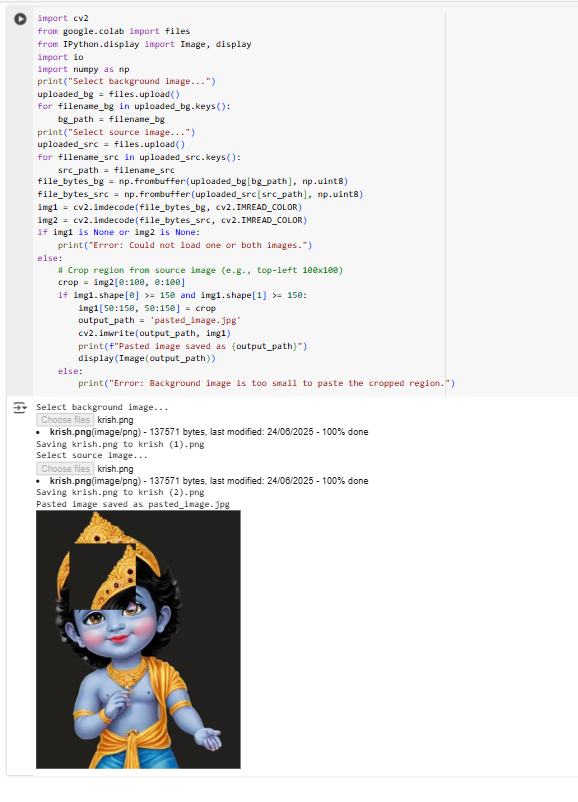 import cv2
from google.colab import files
from IPython.display import Image, display
import io
import numpy as np
print("Select background image...")
uploaded_bg = files.upload()
for filename_bg in uploaded_bg.keys():
    bg_path = filename_bg
print("Select source image...")
uploaded_src = files.upload()
for filename_src in uploaded_src.keys():
    src_path = filename_src
file_bytes_bg = np.frombuffer(uploaded_bg[bg_path], np.uint8)
file_bytes_src = np.frombuffer(uploaded_src[src_path], np.uint8)
img1 = cv2.imdecode(file_bytes_bg, cv2.IMREAD_COLOR)
img2 = cv2.imdecode(file_bytes_src, cv2.IMREAD_COLOR)
if img1 is None or img2 is None:
    print("Error: Could not load one or both images.")
else:
    # Crop region from source image (e.g., top-left 100x100)
    crop = img2[0:100, 0:100]
    if img1.shape[0] >= 150 and img1.shape[1] >= 150:
        img1[50:150, 50:150] = crop
        output_path = 'pasted_image.jpg'
        cv2.imwrite(output_path, img1)
        print(f"Pasted image saved as {output_path}")
        display(Image(output_path))
    else:
        print("Error: Background image is too small to paste the cropped region.")
Select background image...
Choose files krish.png
• krish.png(image/png) - 137571 bytes, last modified: 24/06/2025 - 100% done
Saving krish.png to krish (1).png
Select source image...
Choose files krish.png
• krish.png(image/png) - 137571 bytes, last modified: 24/06/2025 - 100% done
Saving krish.png to krish (2).png
Pasted image saved as pasted_image.jpg